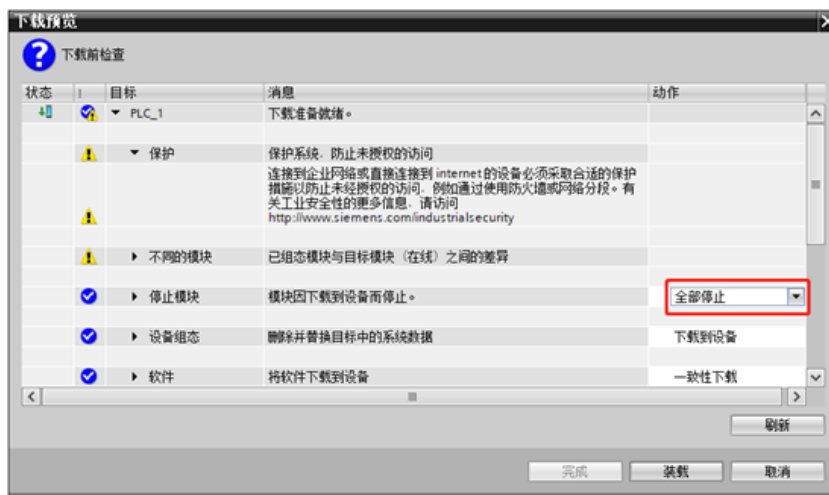 下载预览
下载前检查
状态 ! 目标 消息 动作
PLC_1 下载准备就绪。
保护 保护系统，防止未授权的访问
连接到企业网络或直接连接到 internet 的设备必须采取合适的保护
措施以防止未经授权的访问，例如通过使用防火墙或网络分段。有
关工业安全性的更多信息，请访问
http://www.siemens.com/industrialsecurity
不同的模块 已组态模块与目标模块（在线）之间的差异
停止模块 模块因下载到设备而停止。 全部停止
设备组态 删除并替换目标中的系统数据 下载到设备
软件 将软件下载到设备 一致性下载
刷新
完成 装载 取消